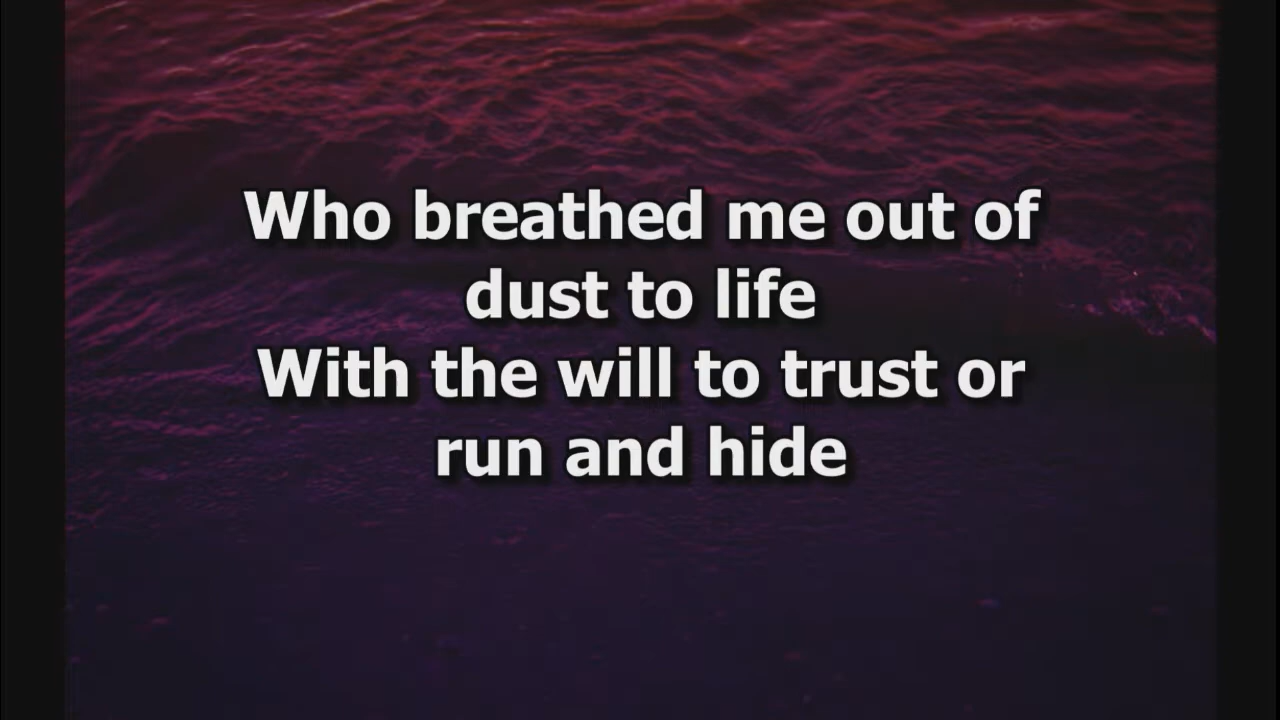 Who breathed me out of
dust to life
With the will to trust or
run and hide